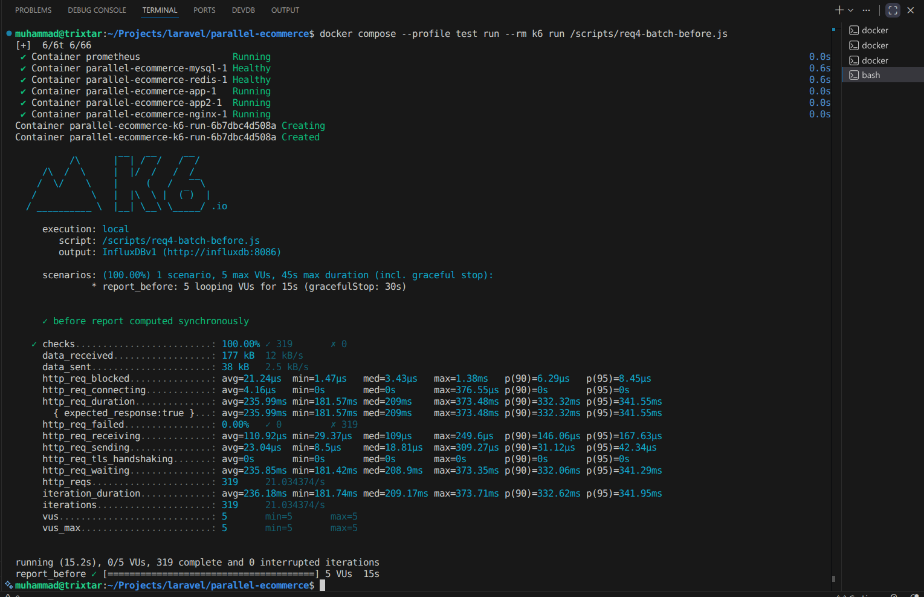 PROBLEMS DEBUG CONSOLE TERMINAL PORTS DEVDB OUTPUT
muhammad@trixtar:~/Projects/laravel/parallel-ecommerce$ docker compose --profile test run --rm k6 run /scripts/req4-batch-before.js
[+] 6/6t 6/66
✔ Container prometheus Running 0.0s
✔ Container parallel-ecommerce-mysql-1 Healthy 0.6s
✔ Container parallel-ecommerce-redis-1 Healthy 0.6s
✔ Container parallel-ecommerce-app-1 Running 0.0s
✔ Container parallel-ecommerce-app2-1 Running 0.0s
✔ Container parallel-ecommerce-nginx-1 Running 0.0s
Container parallel-ecommerce-k6-run-6b7dbc4d508a Creating
Container parallel-ecommerce-k6-run-6b7dbc4d508a Created
.io
execution: local
script: /scripts/req4-batch-before.js
output: InfluxDBv1 (http://influxdb:8086)
scenarios: (100.00%) 1 scenario, 5 max VUs, 45s max duration (incl. graceful stop):
* report_before: 5 looping VUs for 15s (gracefulStop: 30s)
✓ before report computed synchronously
✓ checks.........................: 100.00% ✓ 319 ✗ 0
data_received..................: 177 kB 12 kB/s
data_sent......................: 38 kB 2.5 kB/s
http_req_blocked...............: avg=21.24µs min=1.47µs med=3.43µs max=1.38ms p(90)=6.29µs p(95)=8.45µs
http_req_connecting............: avg=4.16µs min=0s med=0s max=376.55µs p(90)=0s p(95)=0s
http_req_duration..............: avg=235.99ms min=181.57ms med=209ms max=373.48ms p(90)=332.32ms p(95)=341.55ms
{ expected_response:true }...: avg=235.99ms min=181.57ms med=209ms max=373.48ms p(90)=332.32ms p(95)=341.55ms
http_req_failed................: 0.00% ✓ 0 ✗ 319
http_req_receiving.............: avg=110.92µs min=29.37µs med=109µs max=249.6µs p(90)=146.06µs p(95)=167.63µs
http_req_sending...............: avg=23.04µs min=8.5µs med=18.81µs max=309.27µs p(90)=31.12µs p(95)=42.34µs
http_req_tls_handshaking.......: avg=0s min=0s med=0s max=0s p(90)=0s p(95)=0s
http_req_waiting...............: avg=235.85ms min=181.42ms med=208.9ms max=373.35ms p(90)=332.06ms p(95)=341.29ms
http_reqs......................: 319 21.034374/s
iteration_duration.............: avg=236.18ms min=181.74ms med=209.17ms max=373.71ms p(90)=332.62ms p(95)=341.95ms
iterations.....................: 319 21.034374/s
vus............................: 5 min=5 max=5
vus_max........................: 5 min=5 max=5
running (15.2s), 0/5 VUs, 319 complete and 0 interrupted iterations
report_before ✓ [======================================] 5 VUs 15s
muhammad@trixtar:~/Projects/laravel/parallel-ecommerce$
docker
docker
docker
bash